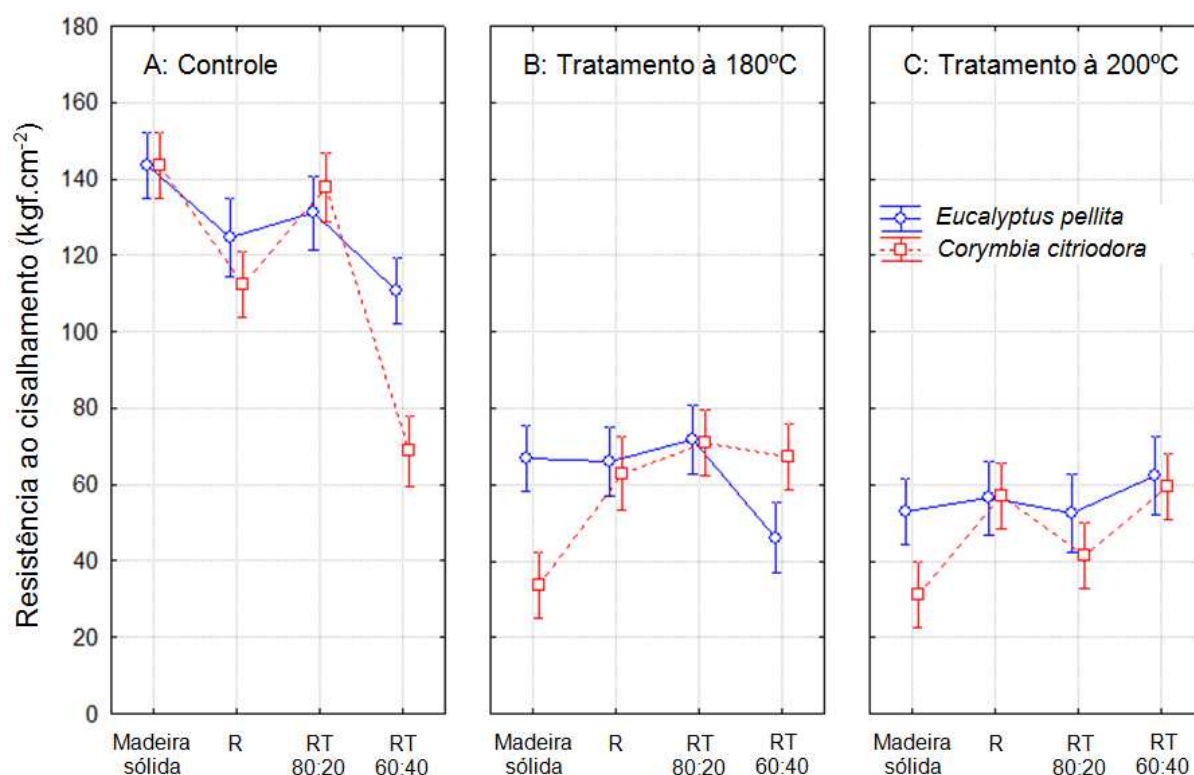 Resistência ao cisalhamento (kgf.cm-2)
180
160
140
120
100
80
60
40
20
0
A: Controle
Madeira sólida
R
RT 80:20
RT 60:40
B: Tratamento à 180ºC
Madeira sólida
R
RT 80:20
RT 60:40
C: Tratamento à 200ºC
Eucalyptus pellita
Corymbia citriodora
Madeira sólida
R
RT 80:20
RT 60:40